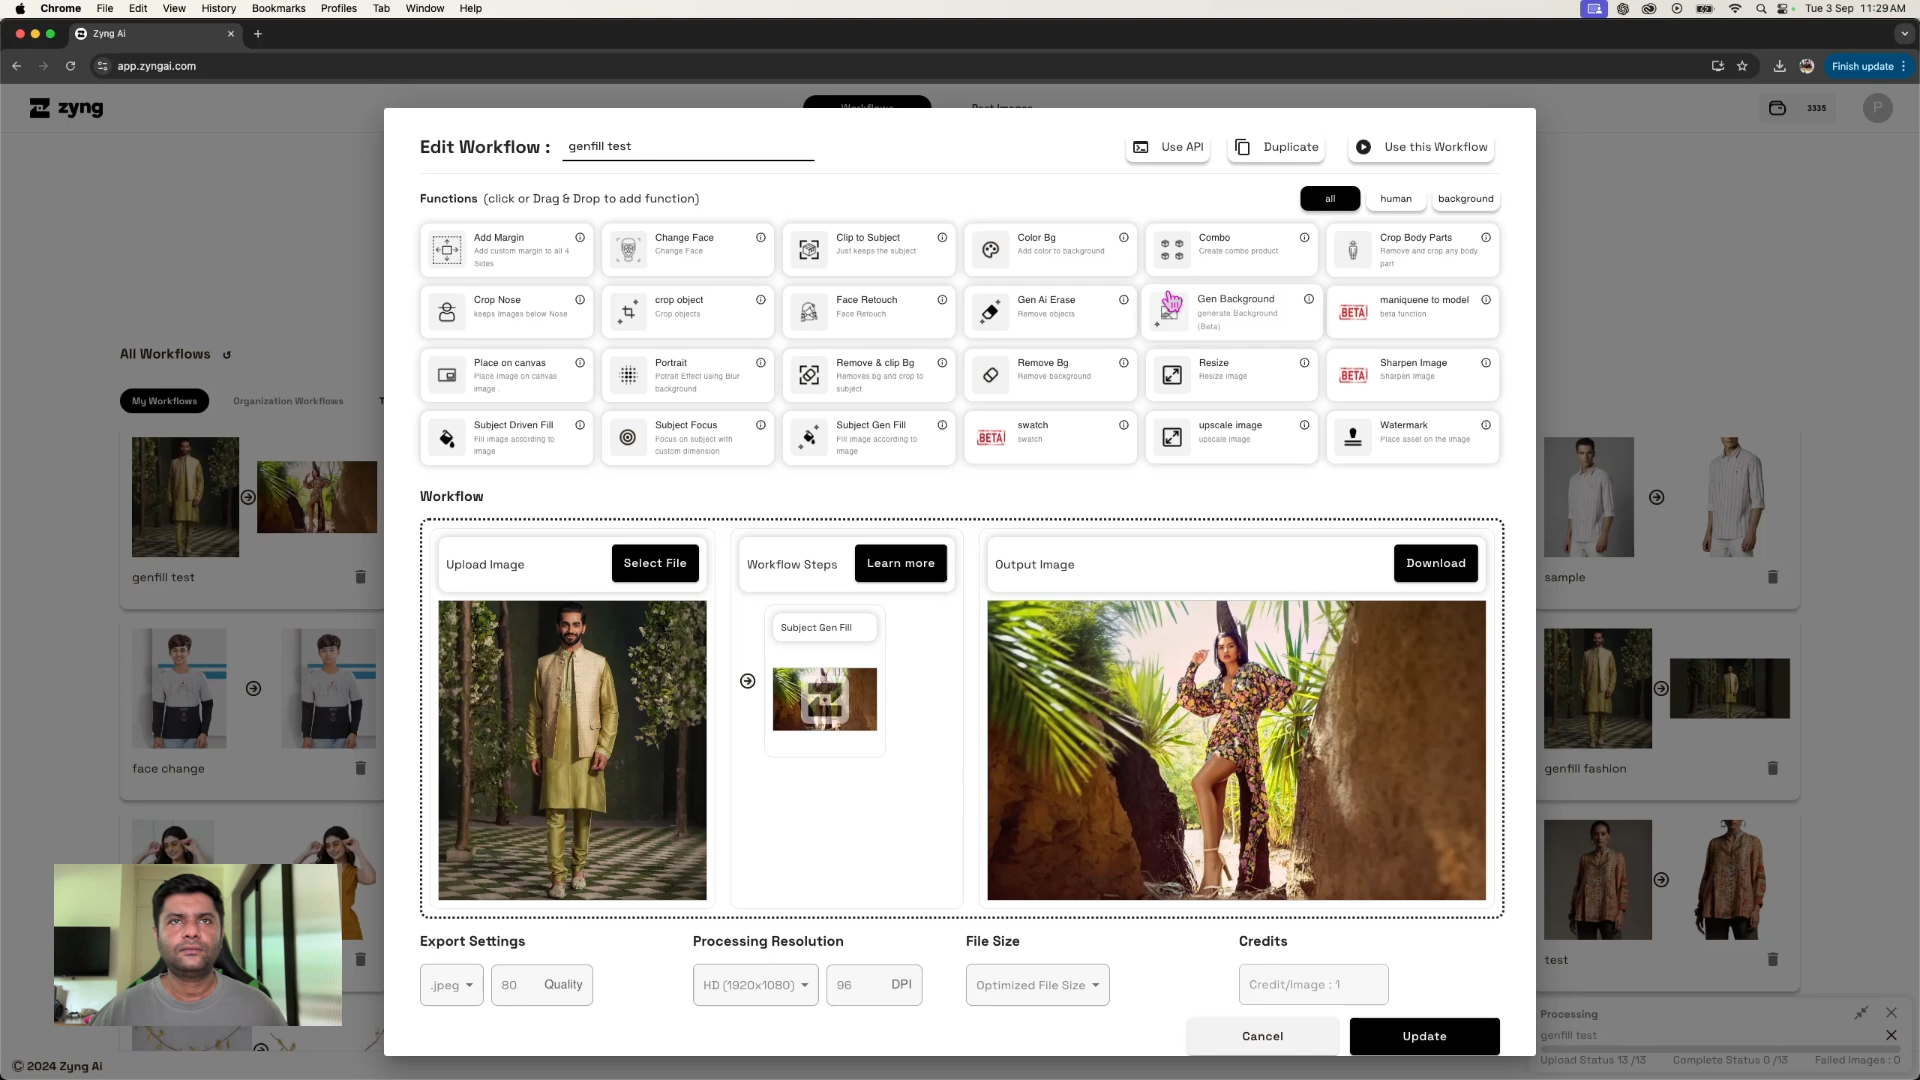 Chrome File Edit View History Bookmarks Profiles Tab Window Help
Tue 3 Sep 11:29 AM
Zyng Ai
app.zyngai.com
Finish update
zyng
3335
P
Edit Workflow :
genfill test
Use API
Duplicate
Use this Workflow
Functions (click or Drag & Drop to add function)
all
human
background
Add Margin
Add custom margin to all 4
Sides
Change Face
Change Face
Clip to Subject
Just keeps the subject
Color Bg
Add color to background
Combo
Create combo product
Crop Body Parts
Remove and crop any body
part
Crop Nose
keeps Images below Nose
crop object
Crop objects
Face Retouch
Face Retouch
Gen Ai Erase
Remove objects
Gen Background
generate Background
(Beta)
BETA
maniquene to model
beta function
Place on canvas
Place image on canvas
image .
Portrait
Potrait Effect using Blur
background
Remove & clip Bg
Removes bg and crop to
subject
Remove Bg
Remove background
Resize
Resize image
BETA
Sharpen Image
Sharpen Image
Subject Driven Fill
Fill image according to
image
Subject Focus
Focus on subject with
custom dimension
Subject Gen Fill
Fill image according to
image
BETA
swatch
swatch
upscale image
upscale image
Watermark
Place asset on the image
All Workflows
My Workflows
Organization Workflows
genfill test
face change
sample
genfill fashion
test
Workflow
Upload Image
Select File
Workflow Steps
Learn more
Output Image
Download
Subject Gen Fill
Export Settings
.jpeg
80
Quality
Processing Resolution
HD (1920x1080)
96
DPI
File Size
Optimized File Size
Credits
Credit/Image : 1
Cancel
Update
Processing
genfill test
Upload Status 13 /13
Complete Status 0 /13
Failed Images : 0
© 2024 Zyng Ai